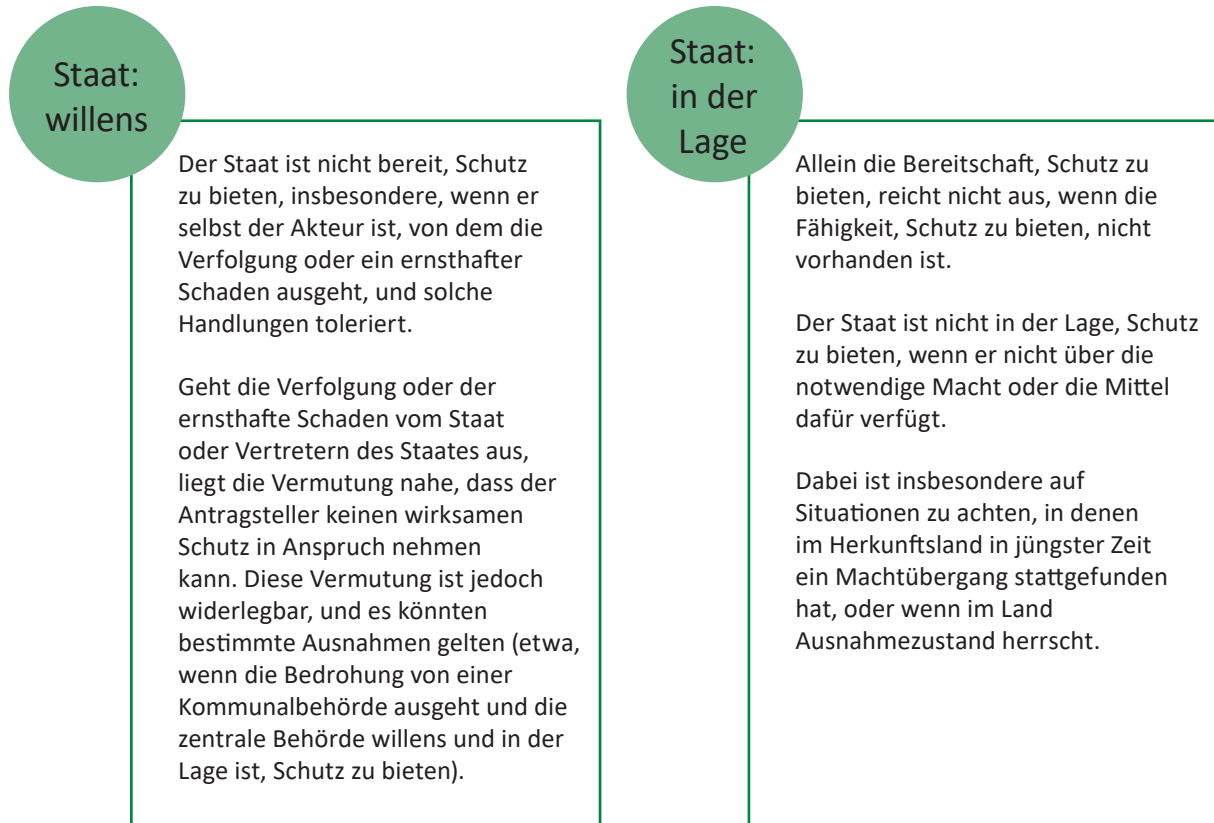 Staat:
willens
Der Staat ist nicht bereit, Schutz
zu bieten, insbesondere, wenn er
selbst der Akteur ist, von dem die
Verfolgung oder ein ernsthafter
Schaden ausgeht, und solche
Handlungen toleriert.
Geht die Verfolgung oder der
ernsthafte Schaden vom Staat
oder Vertretern des Staates aus,
liegt die Vermutung nahe, dass der
Antragsteller keinen wirksamen
Schutz in Anspruch nehmen
kann. Diese Vermutung ist jedoch
widerlegbar, und es könnten
bestimmte Ausnahmen gelten (etwa,
wenn die Bedrohung von einer
Kommunalbehörde ausgeht und die
zentrale Behörde willens und in der
Lage ist, Schutz zu bieten).
Staat:
in der
Lage
Allein die Bereitschaft, Schutz zu
bieten, reicht nicht aus, wenn die
Fähigkeit, Schutz zu bieten, nicht
vorhanden ist.
Der Staat ist nicht in der Lage, Schutz
zu bieten, wenn er nicht über die
notwendige Macht oder die Mittel
dafür verfügt.
Dabei ist insbesondere auf
Situationen zu achten, in denen
im Herkunftsland in jüngster Zeit
ein Machtübergang stattgefunden
hat, oder wenn im Land
Ausnahmezustand herrscht.